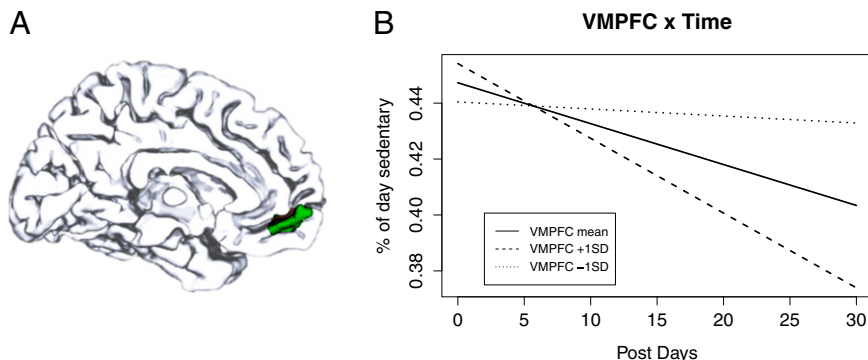 A
B
VMPFC x Time
% of day sedentary
0.44
0.42
0.40
0.38
VMPFC mean
VMPFC +1SD
VMPFC −1SD
0 5 10 15 20 25 30
Post Days